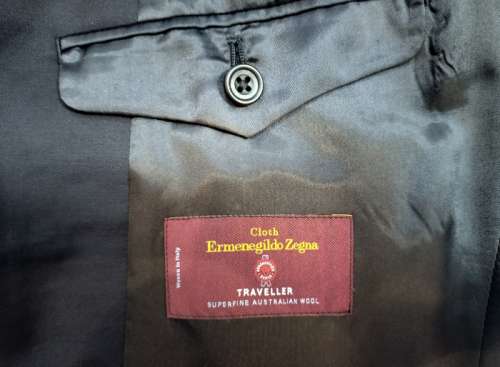 Cloth
Ermenegildo Zegna
TRAVELLER
SUPERFINE AUSTRALIAN WOOL
Woven in Italy